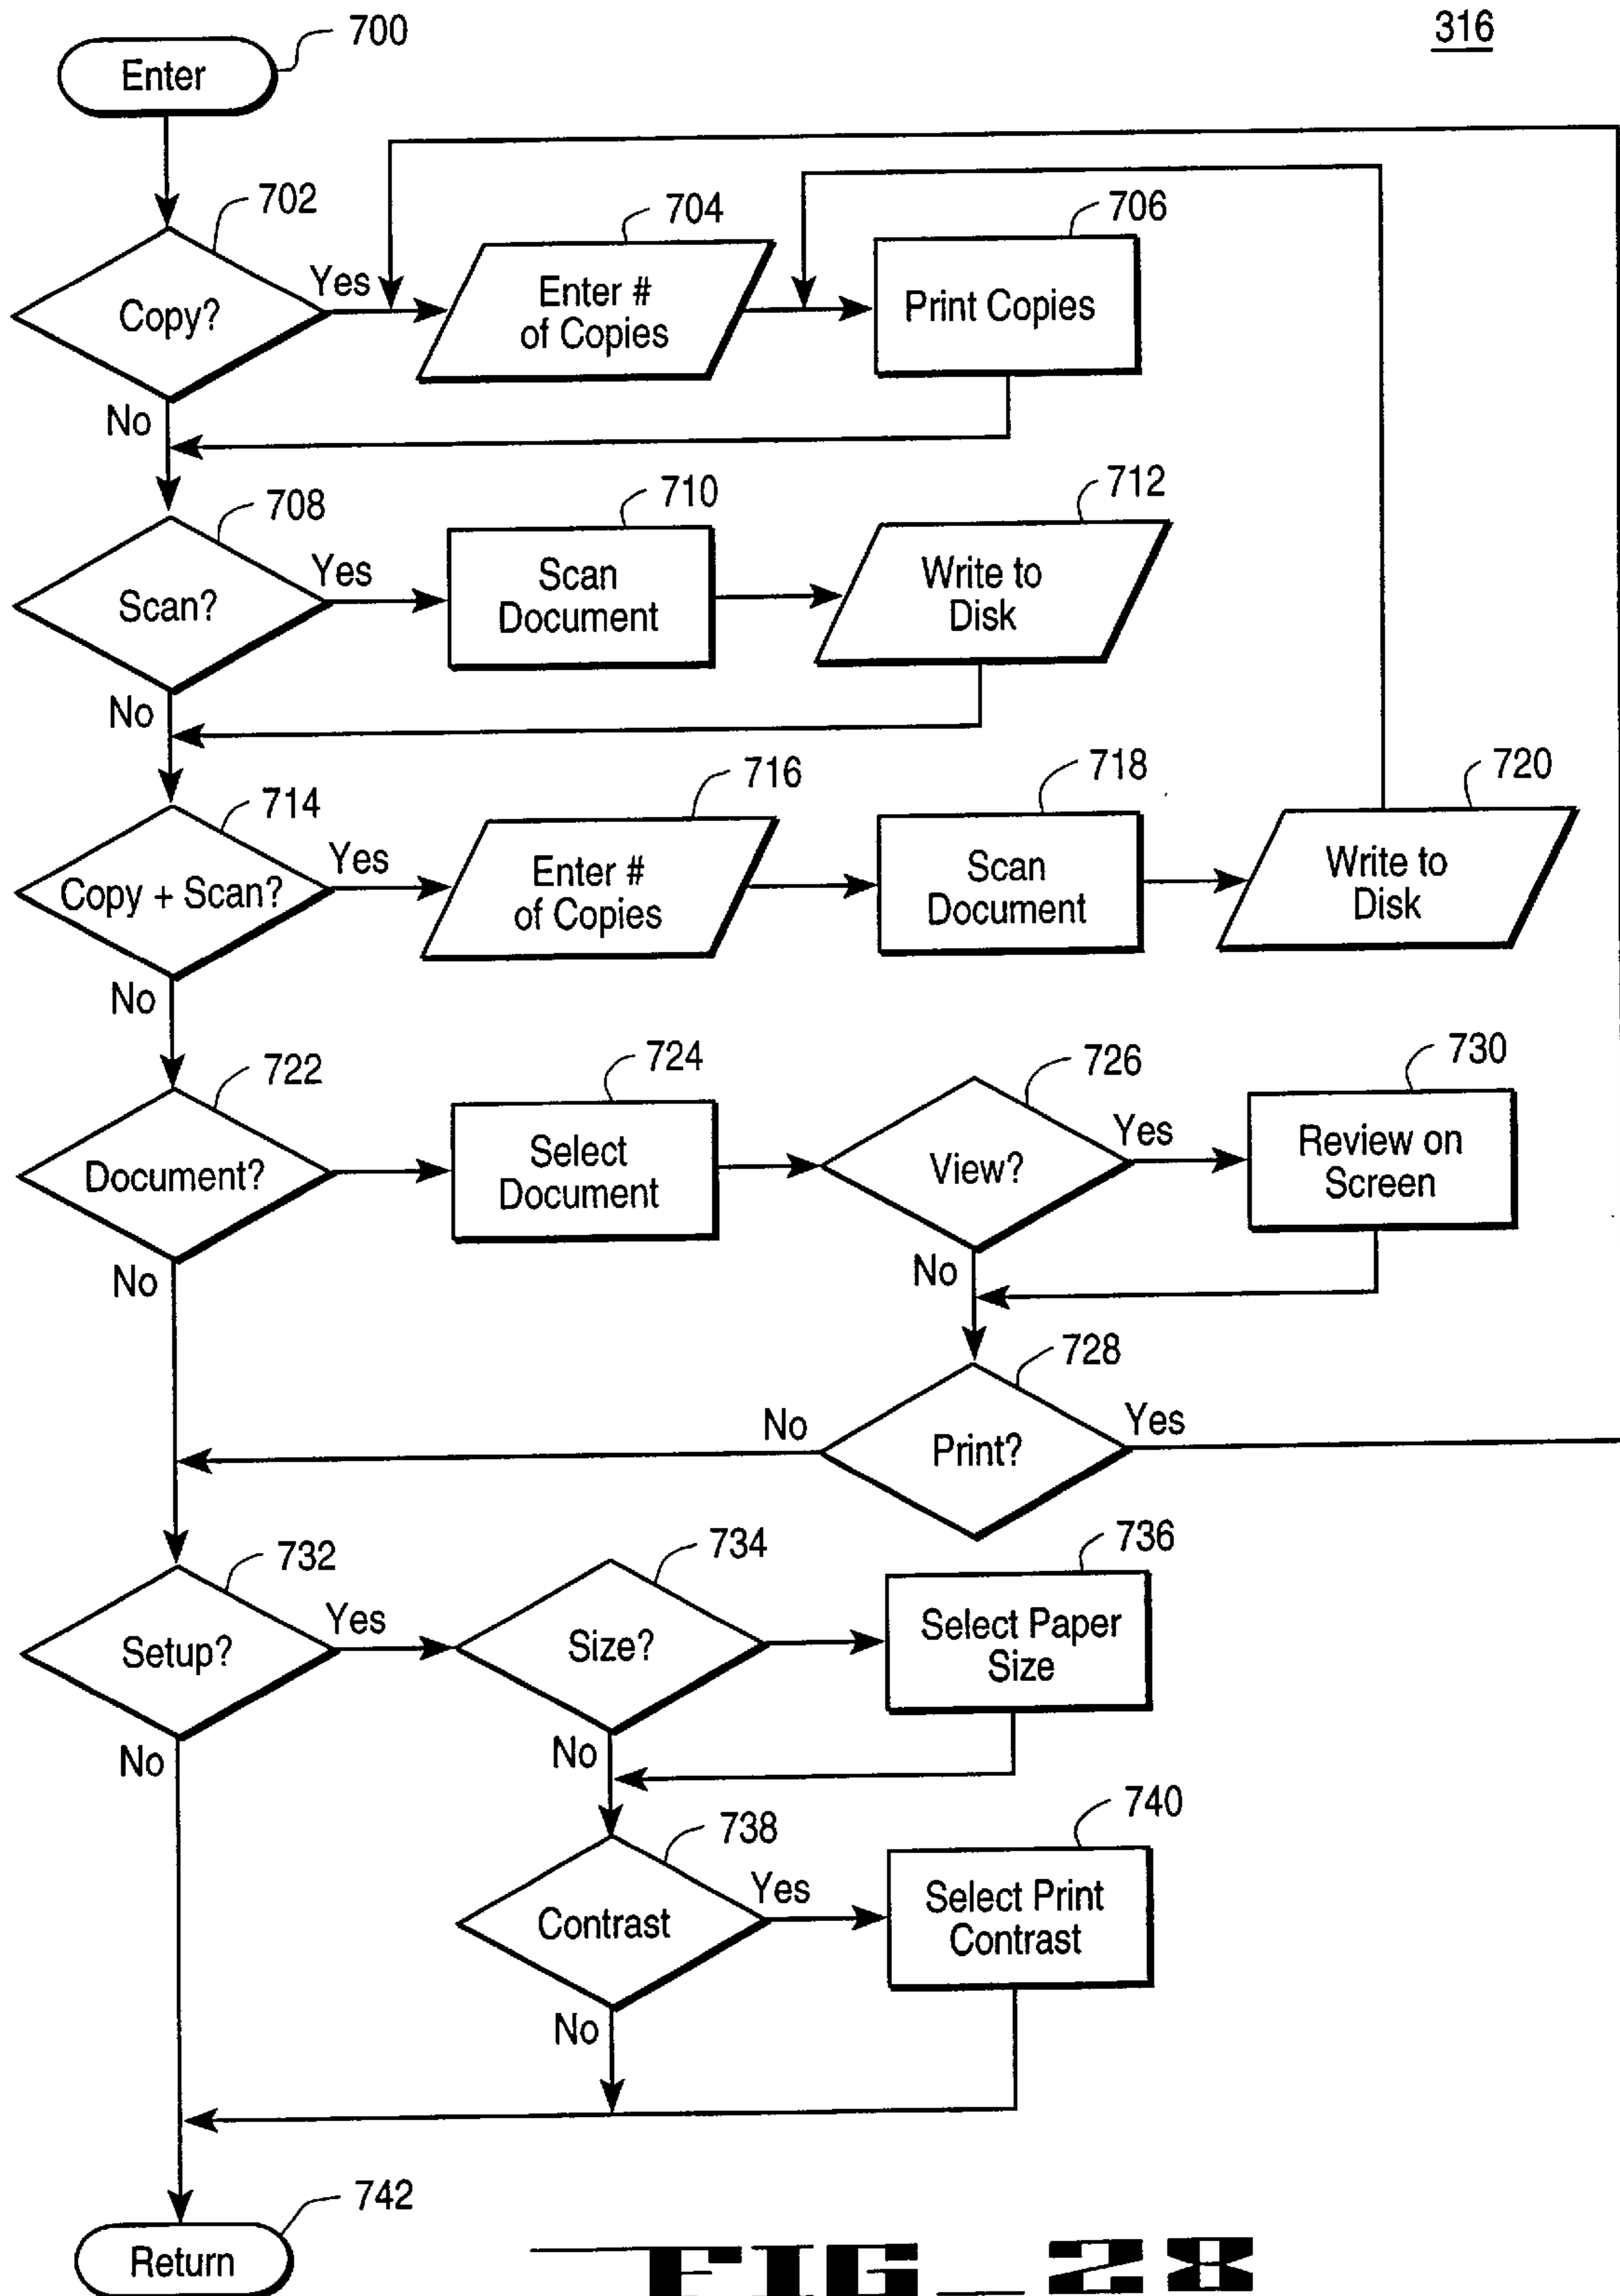 316
700
Enter
702
704
706
Copy?
Yes
Enter #
of Copies
Print Copies
No
708
710
712
Scan?
Yes
Scan
Document
Write to
Disk
No
714
716
718
720
Copy + Scan?
Yes
Enter #
of Copies
Scan
Document
Write to
Disk
No
722
724
726
730
Document?
Select
Document
View?
Yes
Review on
Screen
No
No
728
Print?
No
Yes
732
734
736
Setup?
Yes
Size?
Select Paper
Size
No
No
738
740
Contrast
Yes
Select Print
Contrast
No
742
Return
FIG_28